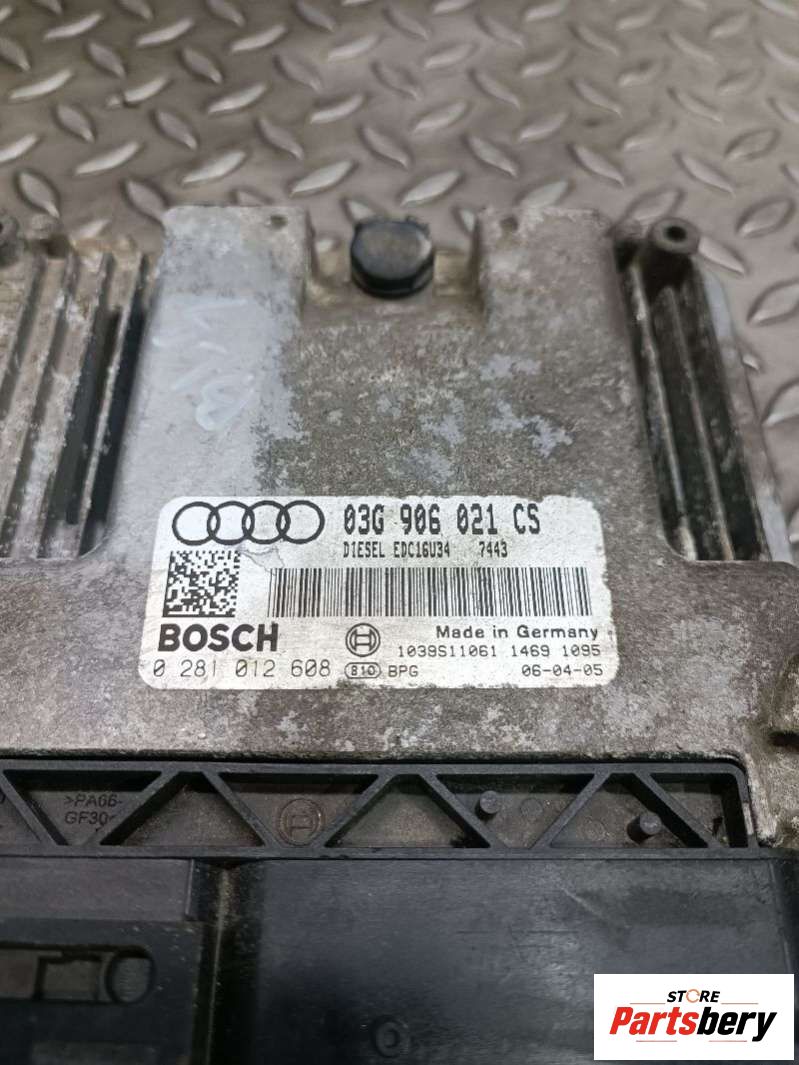 03G 906 021 CS
DIESEL EDC16U34 7443
BOSCH
Made in Germany
1039S11061 1469 1095
0 281 012 608 810 BPG 06-04-05
>PA66-
GF30
STORE
Partsbery